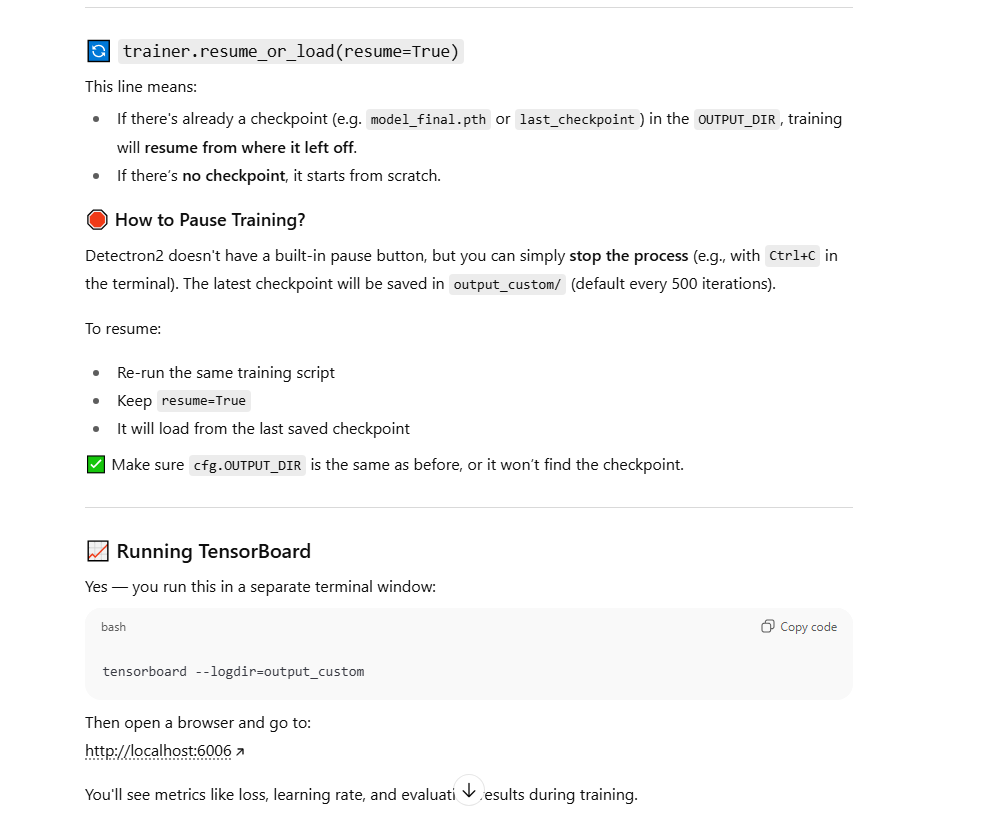 trainer.resume_or_load(resume=True)
This line means:
If there's already a checkpoint (e.g. model_final.pth or last_checkpoint) in the OUTPUT_DIR, training
will resume from where it left off.
If there's no checkpoint, it starts from scratch.
How to Pause Training?
Detectron2 doesn't have a built-in pause button, but you can simply stop the process (e.g., with Ctrl+C in
the terminal). The latest checkpoint will be saved in output_custom/ (default every 500 iterations).
To resume:
Re-run the same training script
Keep resume=True
It will load from the last saved checkpoint
Make sure cfg.OUTPUT_DIR is the same as before, or it won't find the checkpoint.
Running TensorBoard
Yes — you run this in a separate terminal window:
bash
Copy code
tensorboard --logdir=output_custom
Then open a browser and go to:
http://localhost:6006
You'll see metrics like loss, learning rate, and results during training.